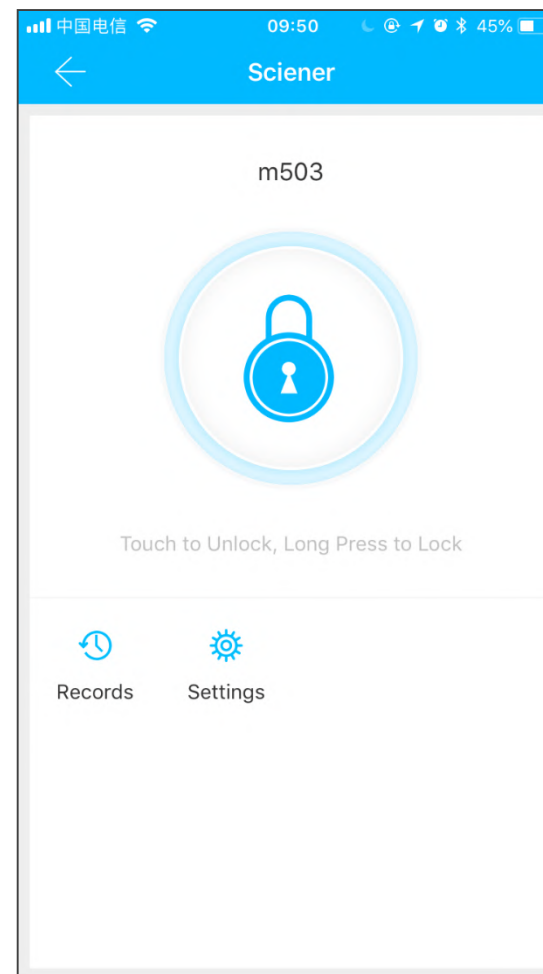 中国电信 09:50 45%
Sciener
m503
Touch to Unlock, Long Press to Lock
Records Settings